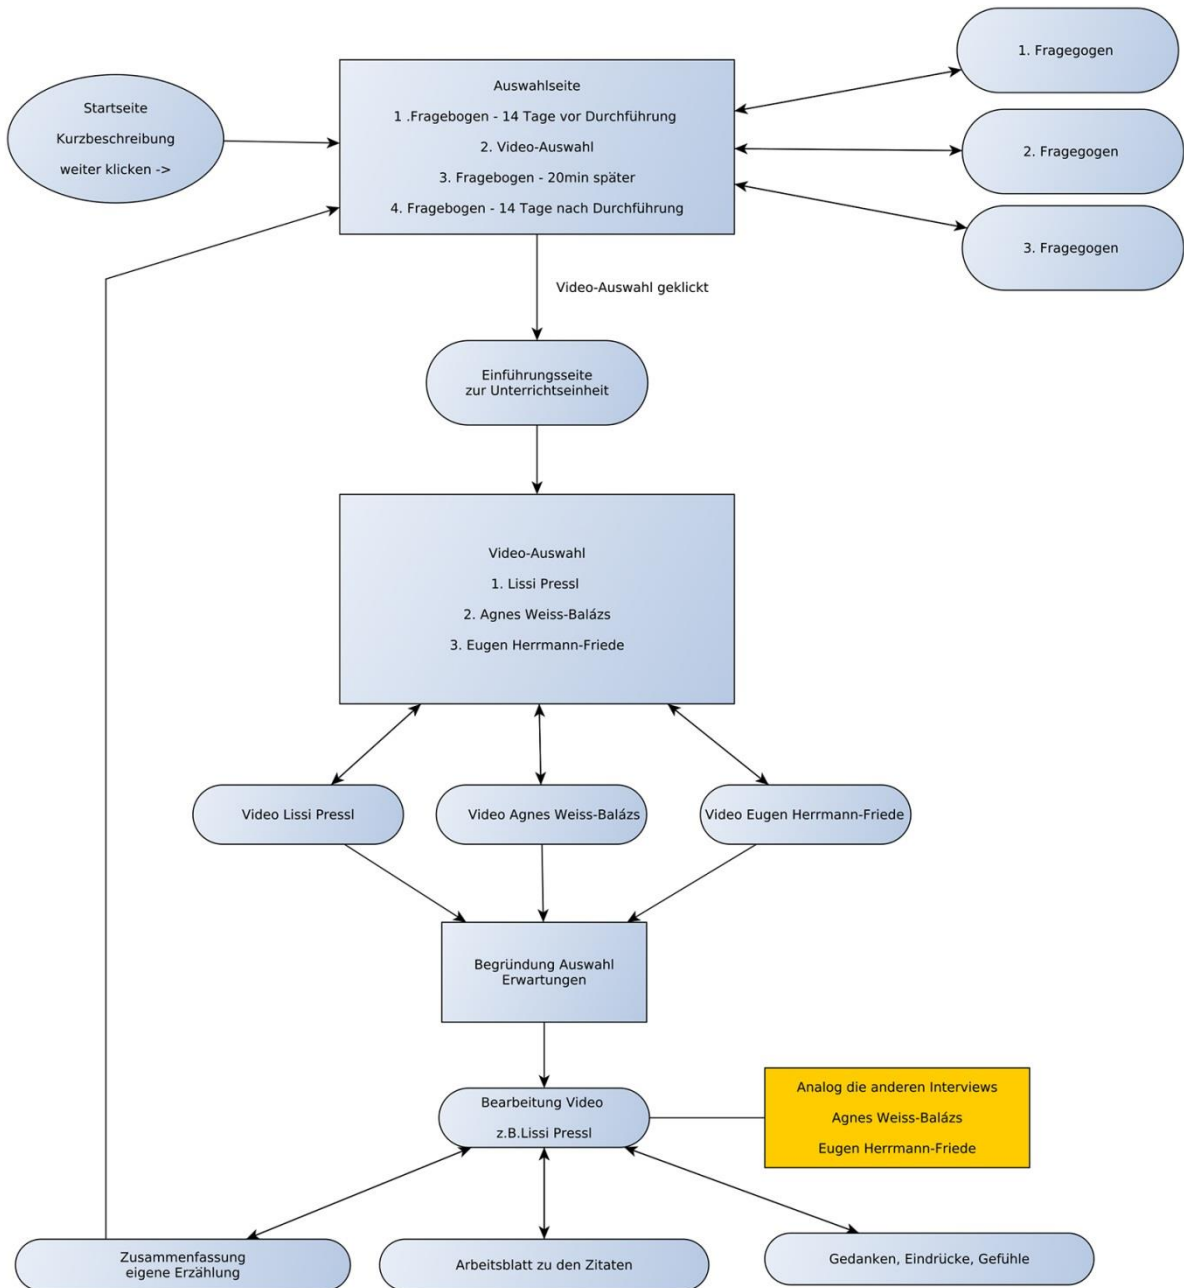 Startseite
Kurzbeschreibung
weiter klicken ->
Auswahlseite
1 .Fragebogen - 14 Tage vor Durchführung
2. Video-Auswahl
3. Fragebogen - 20min später
4. Fragebogen - 14 Tage nach Durchführung
1. Fragegogen
2. Fragegogen
3. Fragegogen
Video-Auswahl geklickt
Einführungsseite
zur Unterrichtseinheit
Video-Auswahl
1. Lissi Pressl
2. Agnes Weiss-Balázs
3. Eugen Herrmann-Friede
Video Lissi Pressl
Video Agnes Weiss-Balázs
Video Eugen Herrmann-Friede
Begründung Auswahl
Erwartungen
Bearbeitung Video
z.B.Lissi Pressl
Analog die anderen Interviews
Agnes Weiss-Balázs
Eugen Herrmann-Friede
Zusammenfassung
eigene Erzählung
Arbeitsblatt zu den Zitaten
Gedanken, Eindrücke, Gefühle